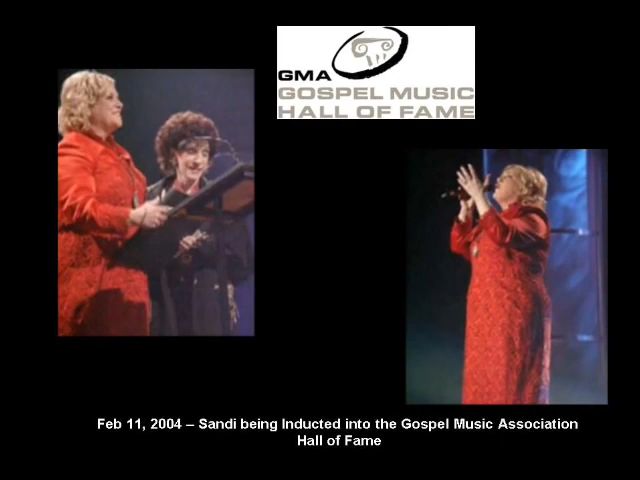 GMA
GOSPEL MUSIC
HALL OF FAME
Feb 11, 2004 – Sandi being Inducted into the Gospel Music Association
Hall of Fame